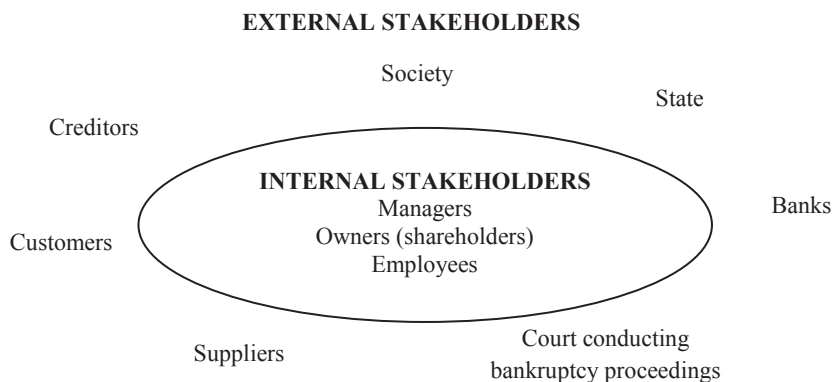 EXTERNAL STAKEHOLDERS
Society
State
Creditors
INTERNAL STAKEHOLDERS
Managers
Owners (shareholders)
Employees
Banks
Customers
Suppliers
Court conducting
bankruptcy proceedings